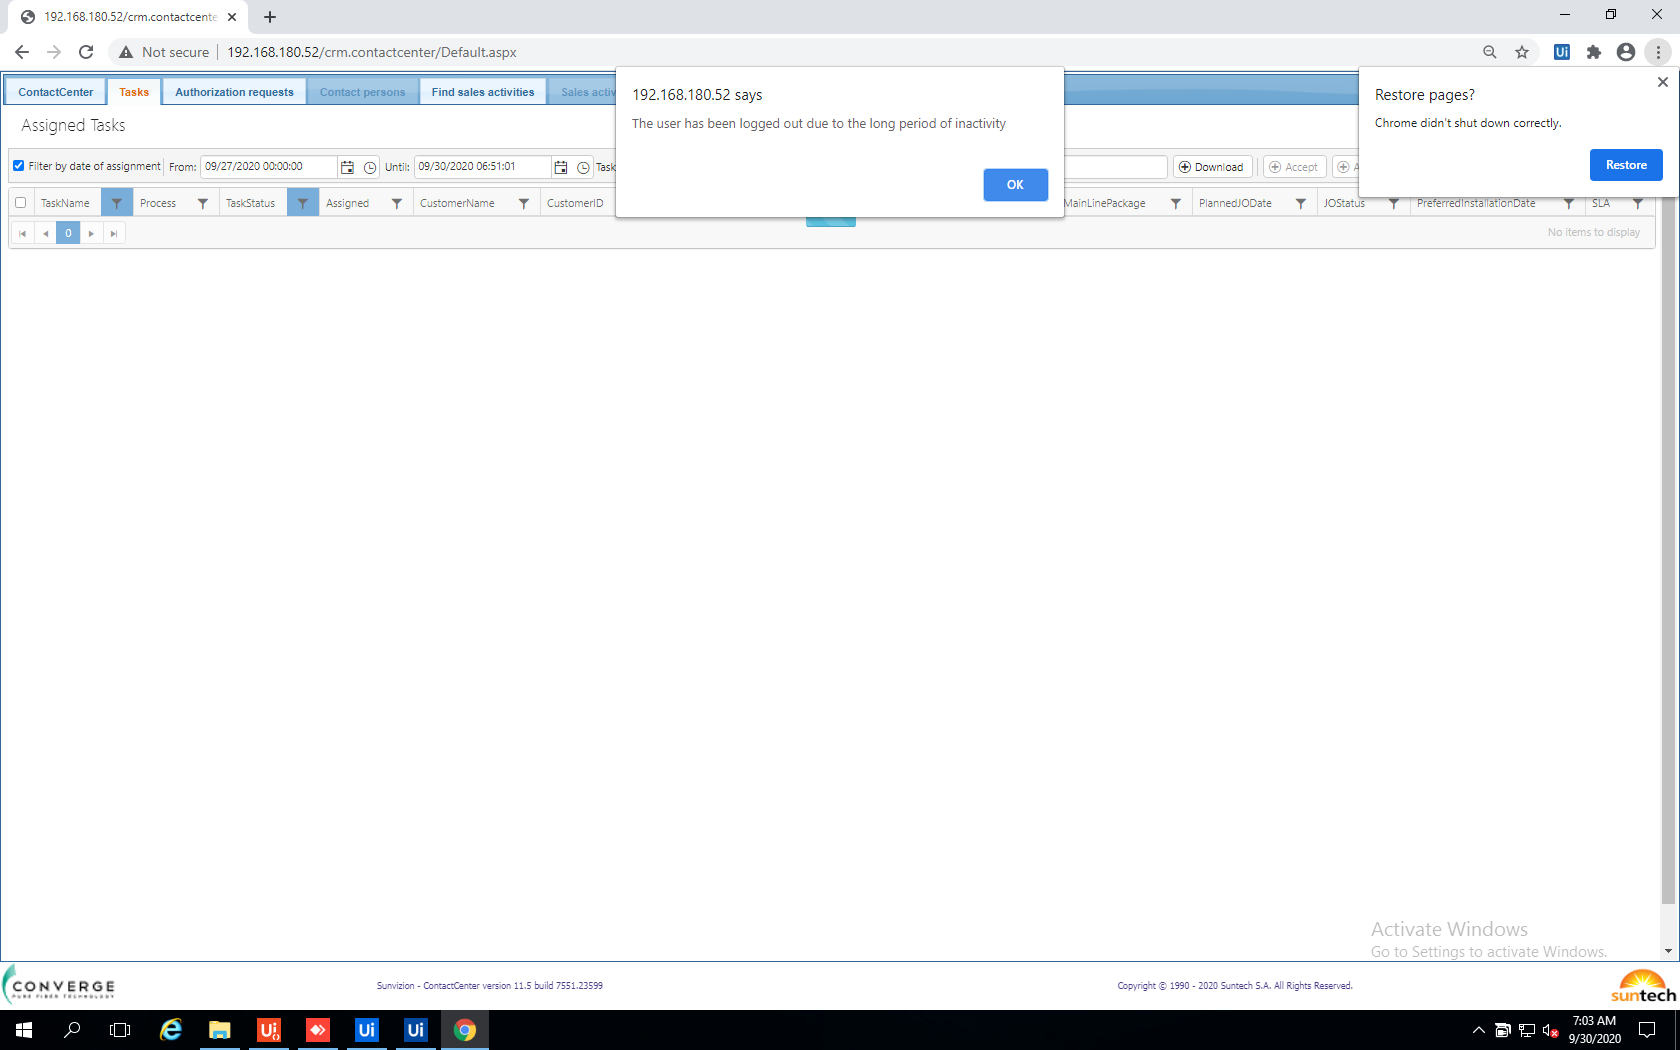 192.168.180.52/crm.contactcente
Not secure
192.168.180.52/crm.contactcenter/Default.aspx
Ui
ContactCenter
Tasks
Authorization requests
Contact persons
Find sales activities
Sales activ
192.168.180.52 says
The user has been logged out due to the long period of inactivity
OK
Restore pages?
Chrome didn't shut down correctly.
Restore
Assigned Tasks
Filter by date of assignment
From:
09/27/2020 00:00:00
Until:
09/30/2020 06:51:01
Task
Download
Accept
A
TaskName
Process
TaskStatus
Assigned
CustomerName
CustomerID
MainLinePackage
PlannedJODate
JOStatus
PreferredInstallationDate
SLA
0
No items to display
Activate Windows
Go to Settings to activate Windows.
CONVERGE
PURE FIBER TECHNOLOGY
Sunvizion - ContactCenter version 11.5 build 7551.23599
Copyright © 1990 - 2020 Suntech S.A. All Rights Reserved.
suntech
Ui
Ui
Ui
7:03 AM
9/30/2020